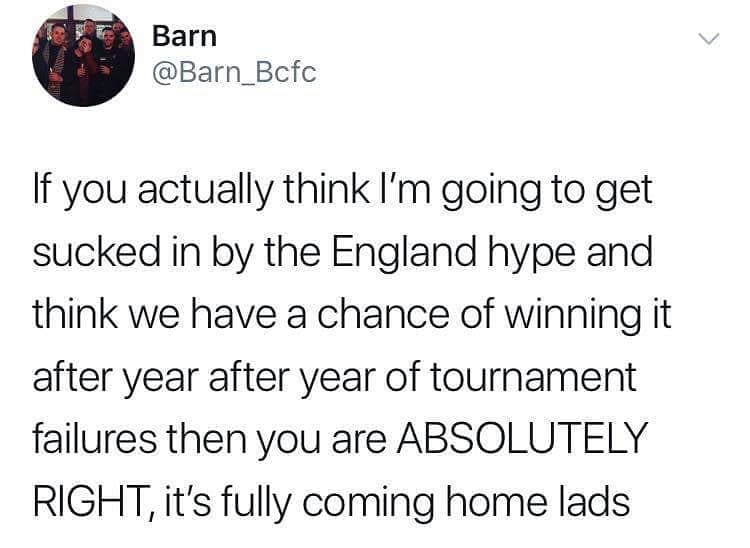 Barn
@Barn_Bcfc
If you actually think I'm going to get
sucked in by the England hype and
think we have a chance of winning it
after year after year of tournament
failures then you are ABSOLUTELY
RIGHT, it's fully coming home lads